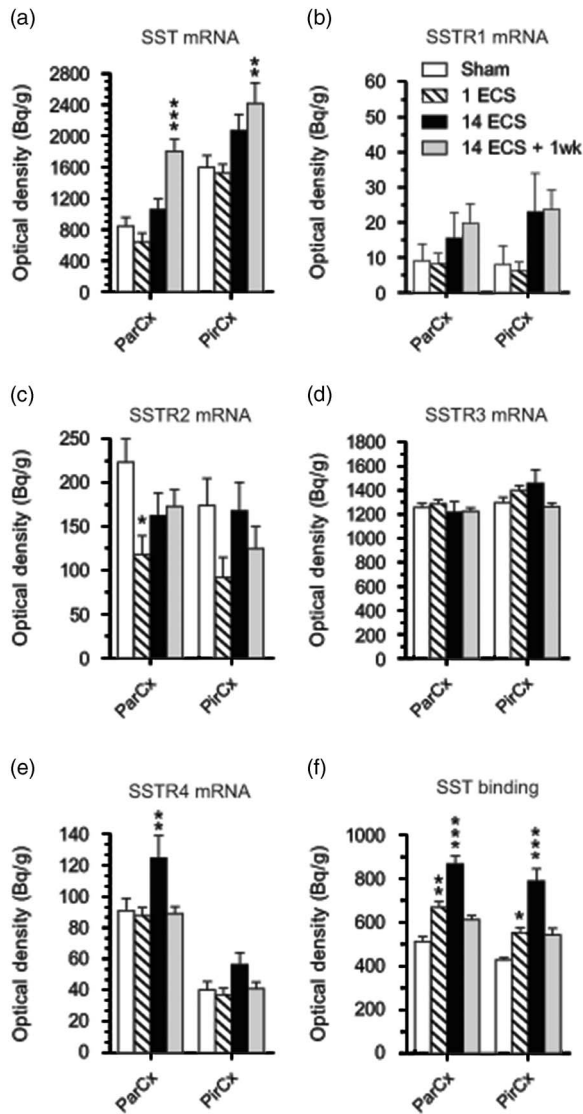 (a)
SST mRNA
Optical density (Bq/g)
2800
2400
2000
1600
1200
800
400
***
**
ParCx
PirCx
(b)
SSTR1 mRNA
Optical density (Bq/g)
60
50
40
30
20
10
0
Sham
1 ECS
14 ECS
14 ECS + 1wk
ParCx
PirCx
(c)
SSTR2 mRNA
Optical density (Bq/g)
250
200
150
100
50
0
*
ParCx
PirCx
(d)
SSTR3 mRNA
Optical density (Bq/g)
1800
1600
1400
1200
1000
800
600
400
200
0
ParCx
PirCx
(e)
SSTR4 mRNA
Optical density (Bq/g)
140
120
100
80
60
40
20
0
**
ParCx
PirCx
(f)
SST binding
Optical density (Bq/g)
1000
800
600
400
200
0
**
***
*
***
ParCx
PirCx